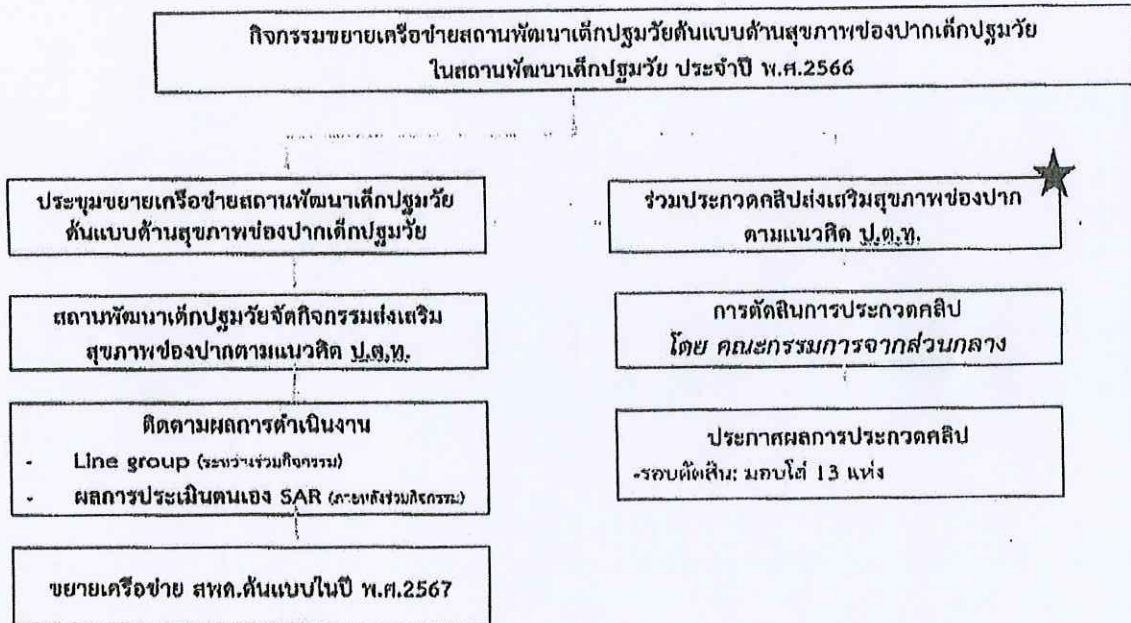 กิจกรรมขยายเครือข่ายสถานพัฒนาเด็กปฐมวัยต้นแบบด้านสุขภาพช่องปากเด็กปฐมวัย
ในสถานพัฒนาเด็กปฐมวัย ประจำปี พ.ศ.2566
ประชุมขยายเครือข่ายสถานพัฒนาเด็กปฐมวัย
ต้นแบบด้านสุขภาพช่องปากเด็กปฐมวัย
สถานพัฒนาเด็กปฐมวัยจัดกิจกรรมส่งเสริม
สุขภาพช่องปากตามแนวคิด ป.ต.ท.
ติดตามผลการดำเนินงาน
- Line group (ระหว่างร่วมกิจกรรม)
- ผลการประเมินตนเอง SAR (ภายหลังร่วมกิจกรรม)
ขยายเครือข่าย สพด.ต้นแบบในปี พ.ศ.2567
ร่วมประกวดคลิปส่งเสริมสุขภาพช่องปาก
ตามแนวคิด ป.ต.ท.
การตัดสินการประกวดคลิป
โดย คณะกรรมการจากส่วนกลาง
ประกาศผลการประกวดคลิป
-รอบตัดสิน: มอบโล่ 13 แห่ง